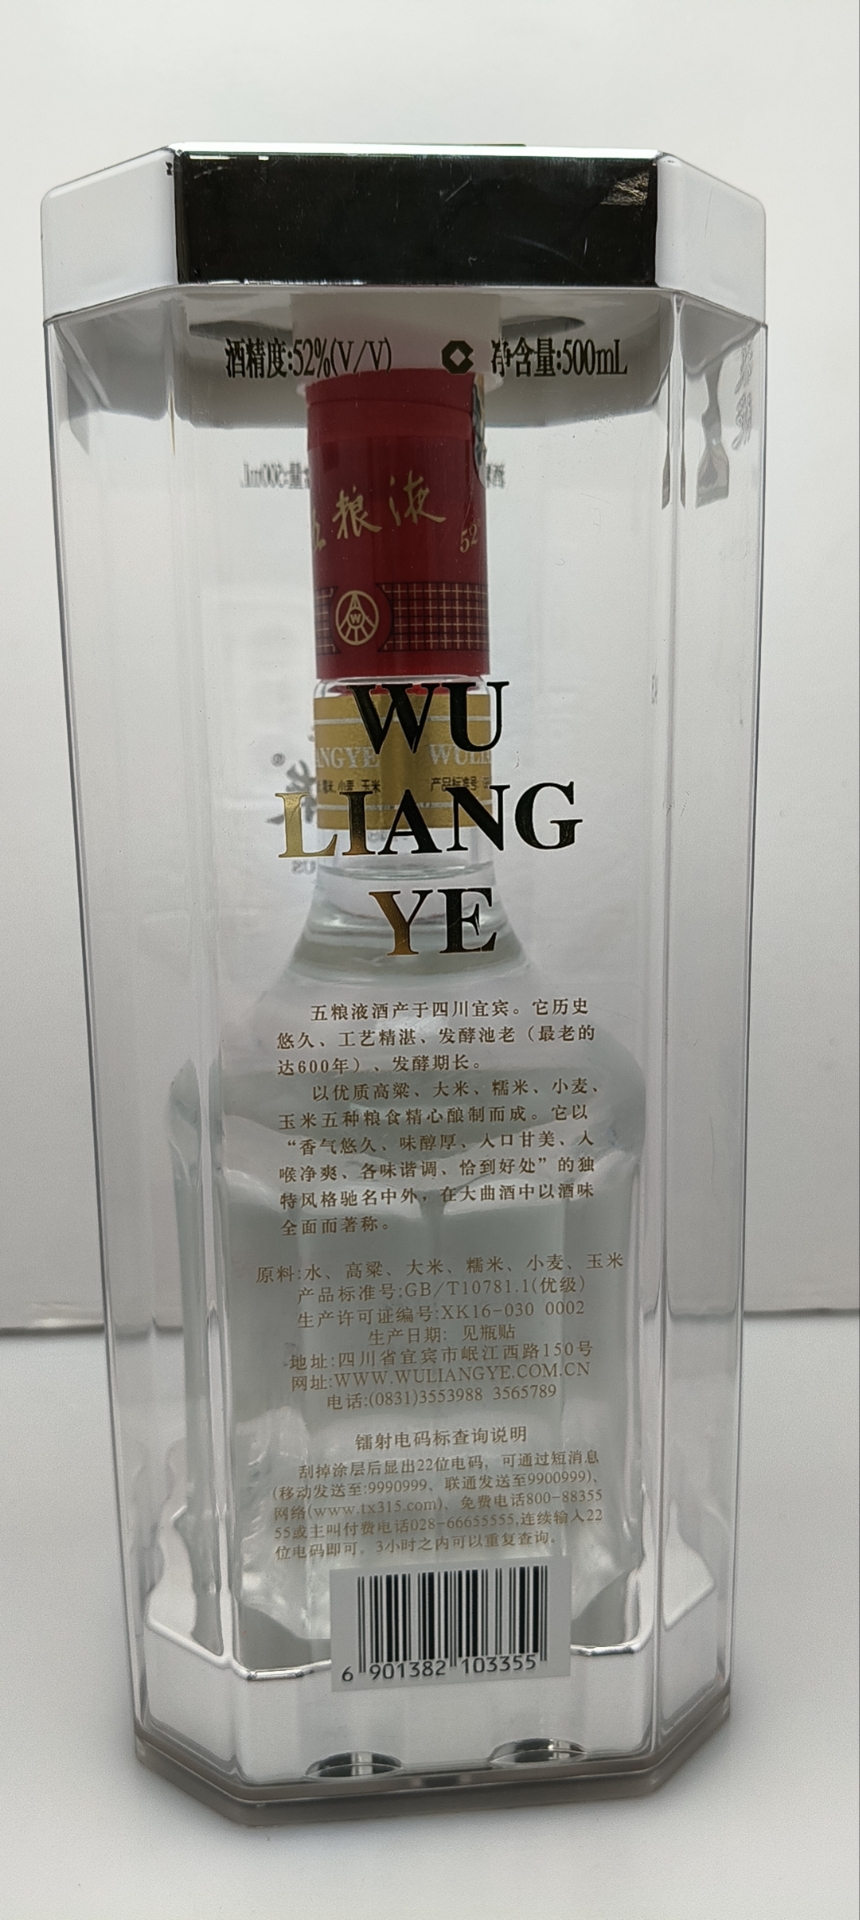 酒精度:52%(V/V) 净含量:500mL
粮液
52
WU
LIANG
YE
ANGYE WULI
糯米 小麦 玉米 产品标准号
五粮液酒产于四川宜宾。它历史
悠久、工艺精湛、发酵池老（最老的
达600年）、发酵期长。
以优质高粱、大米、糯米、小麦、
玉米五种粮食精心酿制而成。它以
“香气悠久、味醇厚、入口甘美、入
喉净爽、各味谐调、恰到好处”的独
特风格驰名中外，在大曲酒中以酒味
全面而著称。
原料:水、高粱、大米、糯米、小麦、玉米
产品标准号:GB/T10781.1(优级)
生产许可证编号:XK16-030 0002
生产日期: 见瓶贴
地址:四川省宜宾市岷江西路150号
网址:WWW.WULIANGYE.COM.CN
电话:(0831)3553988 3565789
镭射电码标查询说明
刮掉涂层后显出22位电码，可通过短消息
(移动发送至:9990999、联通发送至9900999)、
网络(www.tx315.com)、免费电话800-88355
55或主叫付费电话028-66655555,连续输入22
位电码即可。3小时之内可以重复查询。
6 901382 103355